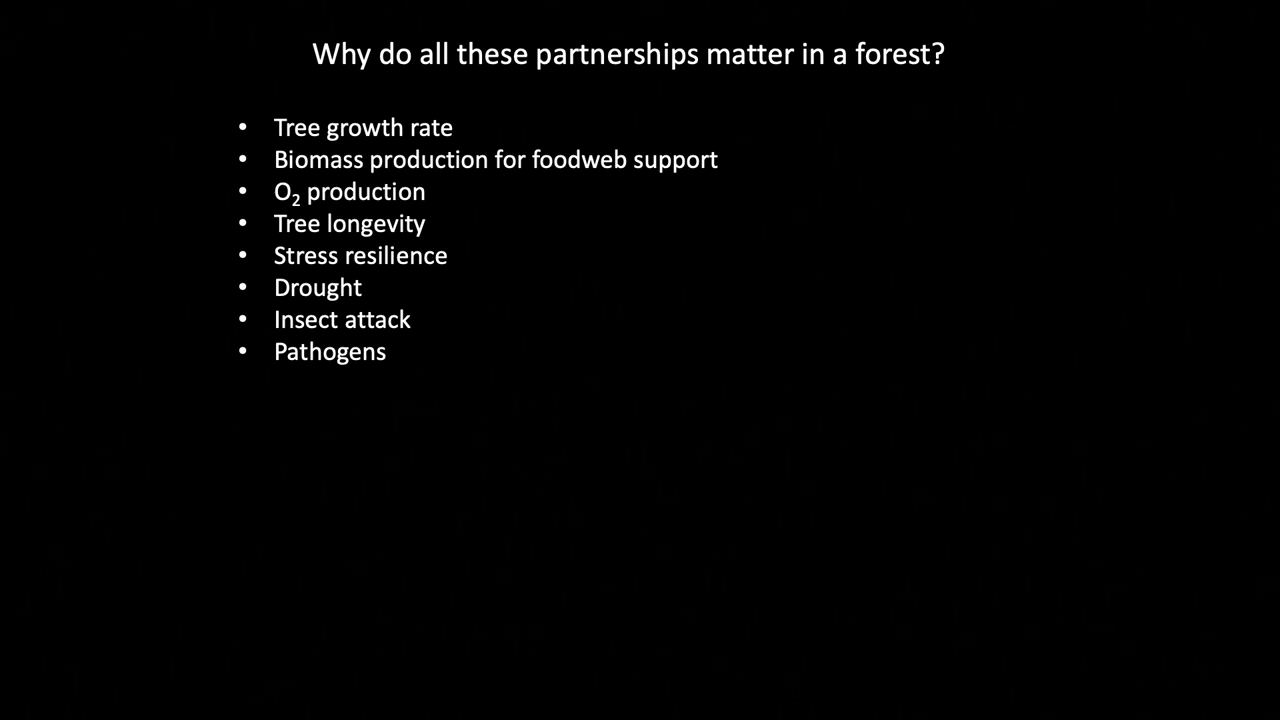 Why do all these partnerships matter in a forest?
• Tree growth rate
• Biomass production for foodweb support
• O₂ production
• Tree longevity
• Stress resilience
• Drought
• Insect attack
• Pathogens